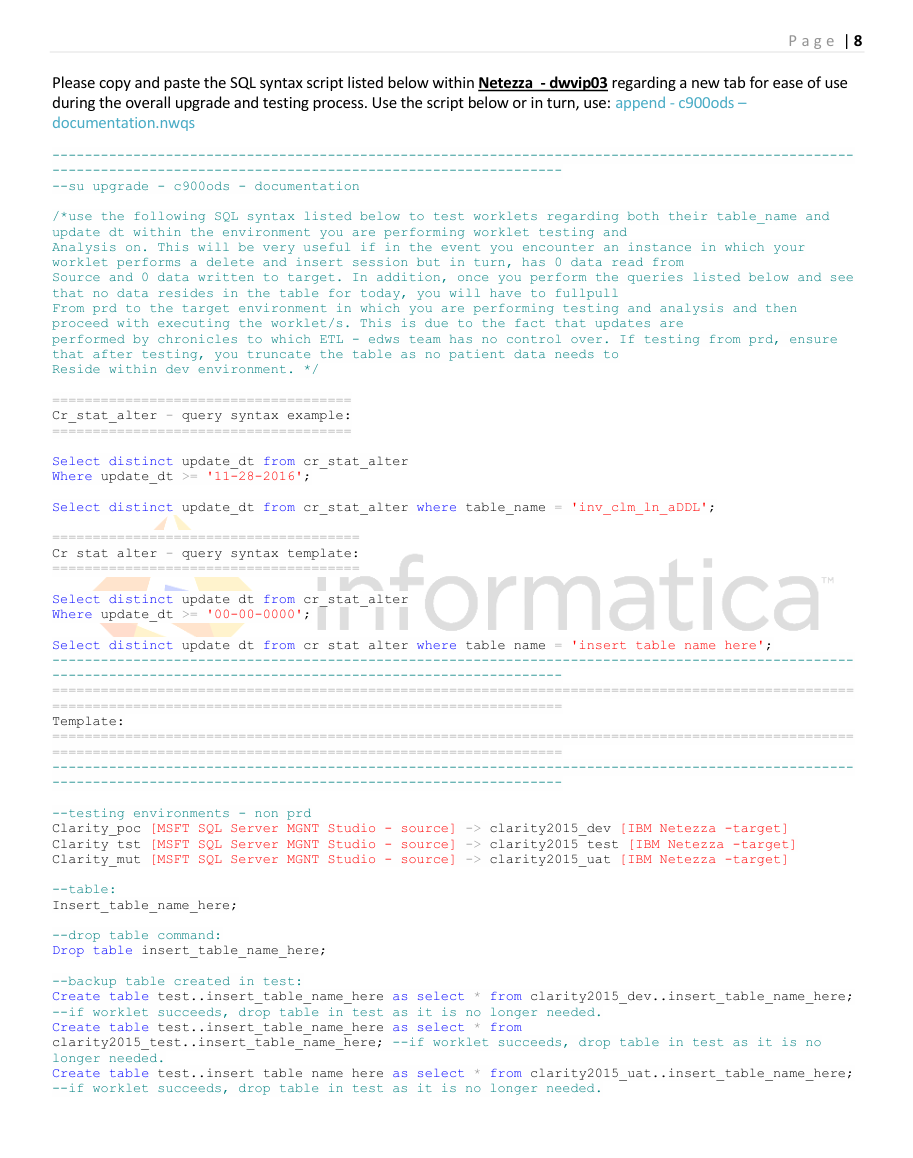 Page | 8
Please copy and paste the SQL syntax script listed below within Netezza - dwvip03 regarding a new tab for ease of use
during the overall upgrade and testing process. Use the script below or in turn, use: append - c900ods –
documentation.nwqs
----------------------------------------------------------------------------------------------------
---------------------------------------------------------------
--su upgrade - c900ods - documentation
/*use the following SQL syntax listed below to test worklets regarding both their table_name and
update dt within the environment you are performing worklet testing and
Analysis on. This will be very useful if in the event you encounter an instance in which your
worklet performs a delete and insert session but in turn, has 0 data read from
Source and 0 data written to target. In addition, once you perform the queries listed below and see
that no data resides in the table for today, you will have to fullpull
From prd to the target environment in which you are performing testing and analysis and then
proceed with executing the worklet/s. This is due to the fact that updates are
performed by chronicles to which ETL - edws team has no control over. If testing from prd, ensure
that after testing, you truncate the table as no patient data needs to
Reside within dev environment. */
=====================================
Cr_stat_alter - query syntax example:
=====================================
Select distinct update_dt from cr_stat_alter
Where update_dt >= '11-28-2016';
Select distinct update_dt from cr_stat_alter where table_name = 'inv_clm_ln_aDDL';
======================================
Cr stat alter - query syntax template:
======================================
informatica™
Select distinct update dt from cr_stat_alter
Where update_dt >= '00-00-0000';
Select distinct update dt from cr stat alter where table name = 'insert table name here';
----------------------------------------------------------------------------------------------------
---------------------------------------------------------------
====================================================================================================
===============================================================
Template:
====================================================================================================
===============================================================
----------------------------------------------------------------------------------------------------
---------------------------------------------------------------
--testing environments - non prd
Clarity_poc [MSFT SQL Server MGNT Studio - source] -> clarity2015_dev [IBM Netezza -target]
Clarity tst [MSFT SQL Server MGNT Studio - source] -> clarity2015 test [IBM Netezza -target]
Clarity_mut [MSFT SQL Server MGNT Studio - source] -> clarity2015_uat [IBM Netezza -target]
--table:
Insert_table_name_here;
--drop table command:
Drop table insert_table_name_here;
--backup table created in test:
Create table test..insert_table_name_here as select * from clarity2015_dev..insert_table_name_here;
--if worklet succeeds, drop table in test as it is no longer needed.
Create table test..insert_table_name_here as select * from
clarity2015_test..insert_table_name_here; --if worklet succeeds, drop table in test as it is no
longer needed.
Create table test..insert table name here as select * from clarity2015_uat..insert_table_name_here;
--if worklet succeeds, drop table in test as it is no longer needed.